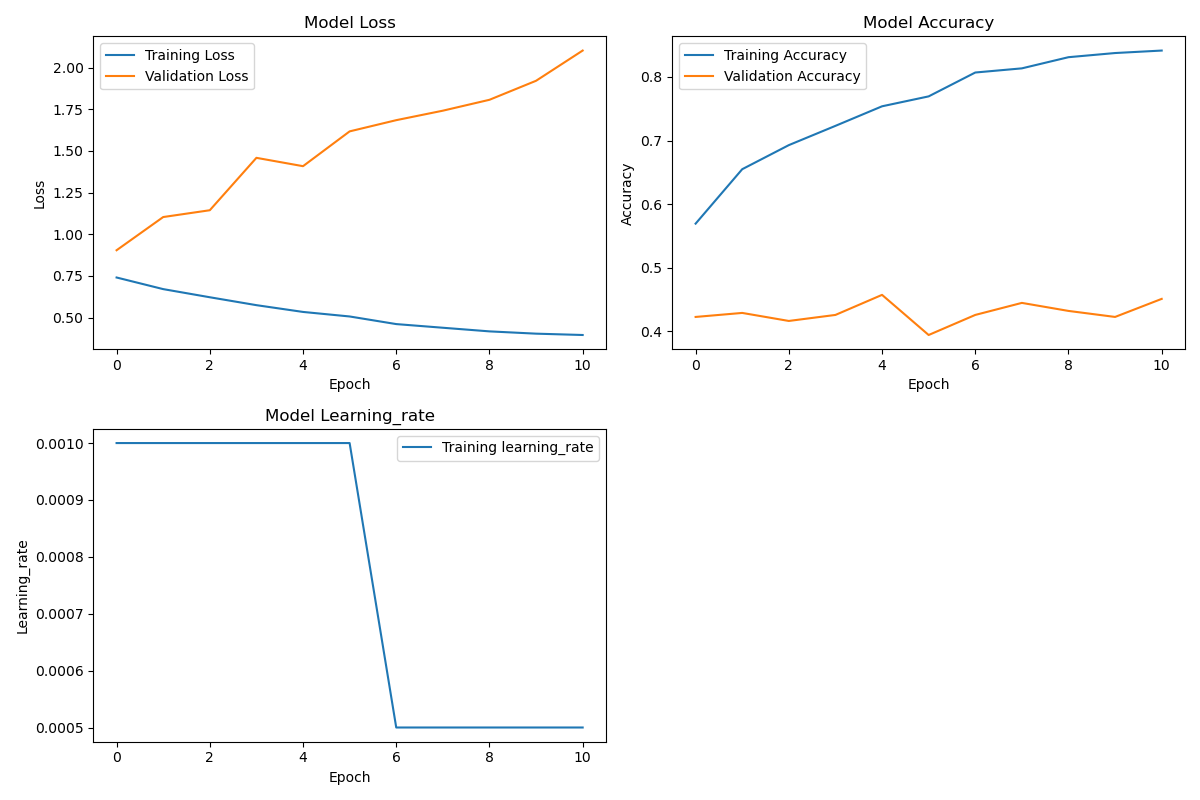 Model Loss
Training Loss
Validation Loss
2.00
1.75
1.50
1.25
1.00
0.75
0.50
Loss
0 2 4 6 8 10
Epoch
Model Accuracy
Training Accuracy
Validation Accuracy
0.8
0.7
0.6
0.5
0.4
Accuracy
0 2 4 6 8 10
Epoch
Model Learning_rate
Training learning_rate
0.0010
0.0009
0.0008
0.0007
0.0006
0.0005
Learning_rate
0 2 4 6 8 10
Epoch